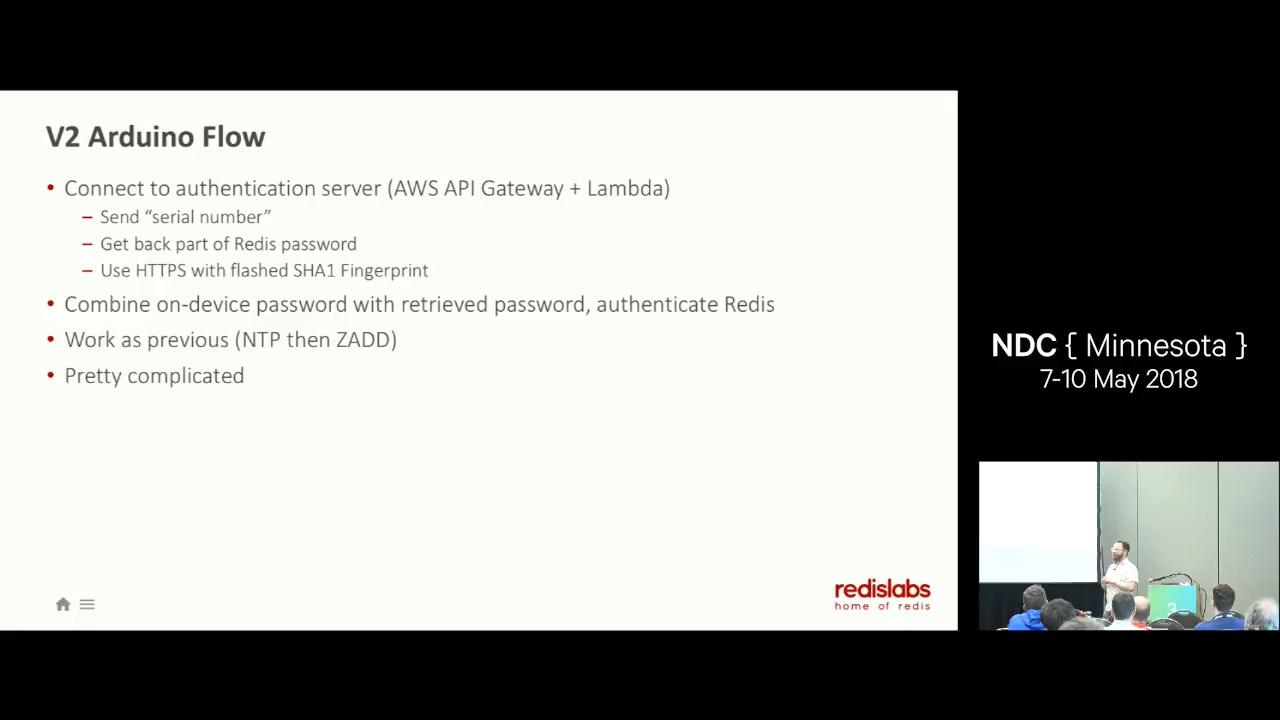 V2 Arduino Flow
• Connect to authentication server (AWS API Gateway + Lambda)
– Send “serial number”
– Get back part of Redis password
– Use HTTPS with flashed SHA1 Fingerprint
• Combine on-device password with retrieved password, authenticate Redis
• Work as previous (NTP then ZADD)
• Pretty complicated
redislabs
home of redis
NDC { Minnesota }
7-10 May 2018
3